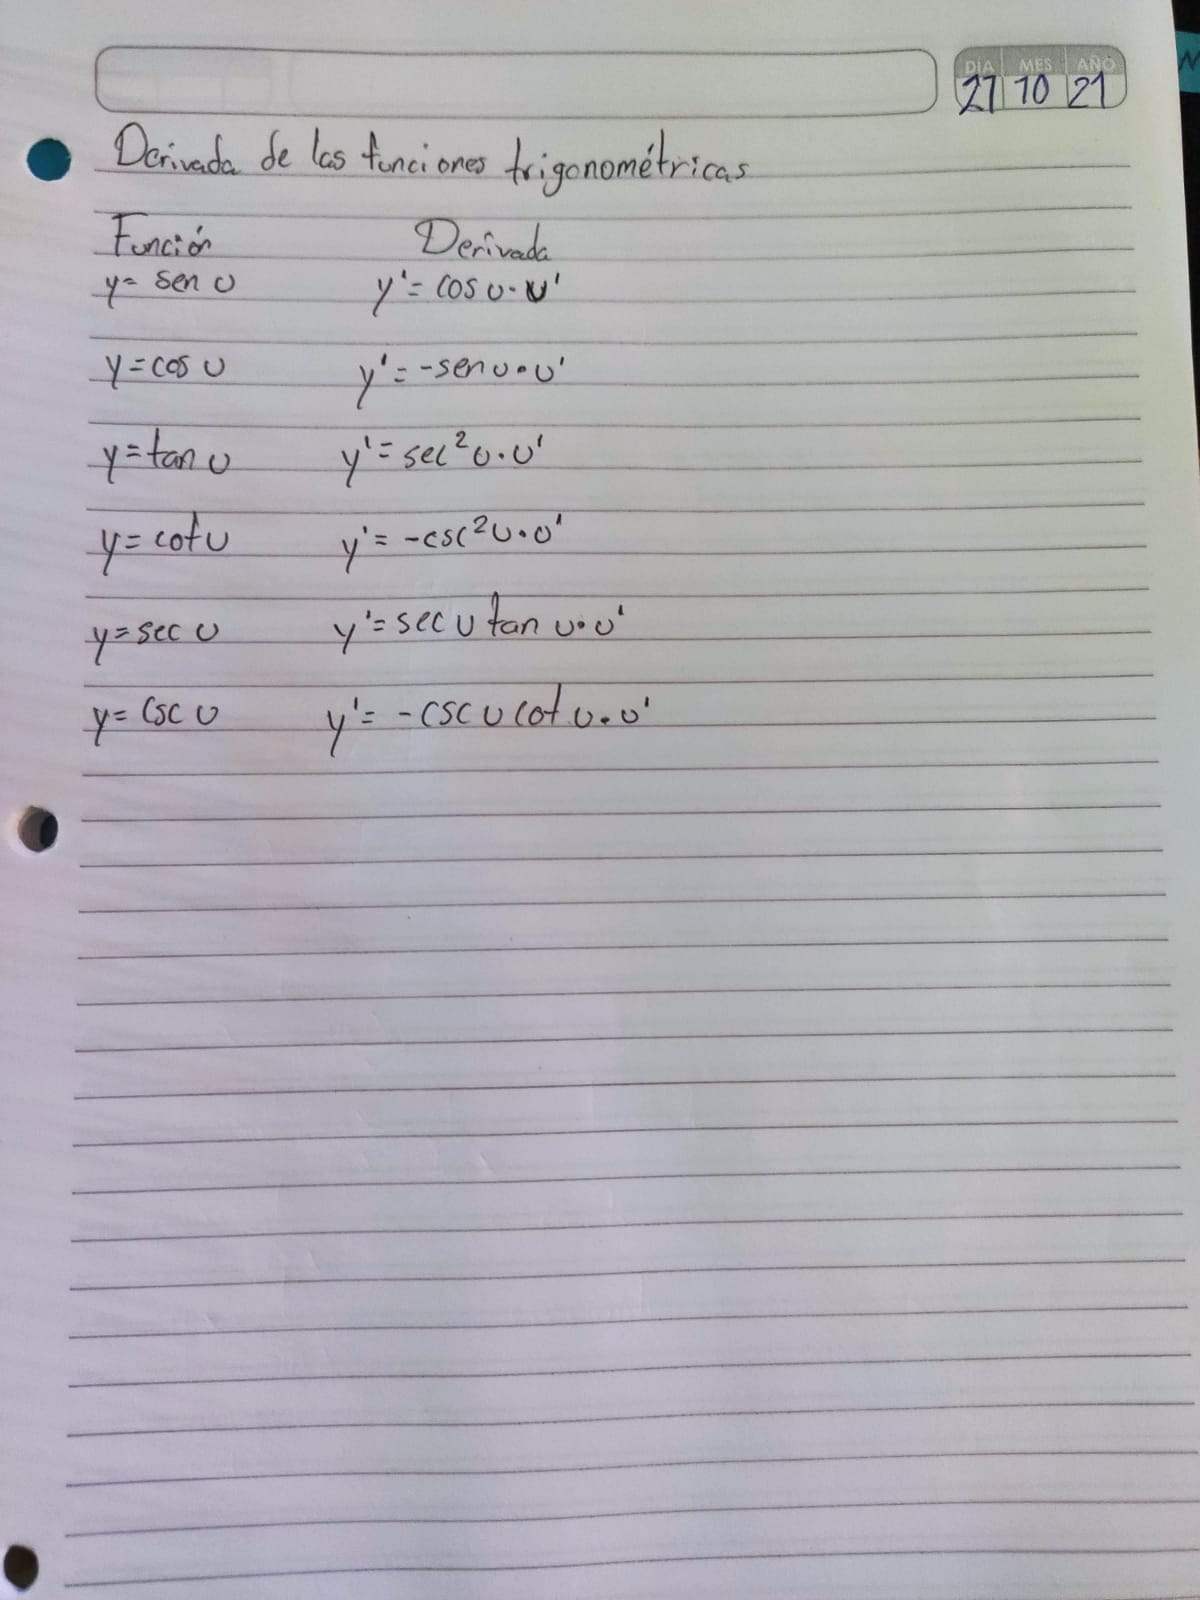 DÍA MES AÑO
27 10 21
Derivada de las funciones trigonométricas
Función Derivada
y= sen u y'= cos u·u'
y=cos u y'= -sen u·u'
y=tan u y'= sec²u·u'
y=cot u y'= -csc²u·u'
y=sec u y'= sec u tan u·u'
y= csc u y'= -csc u cot u·u'